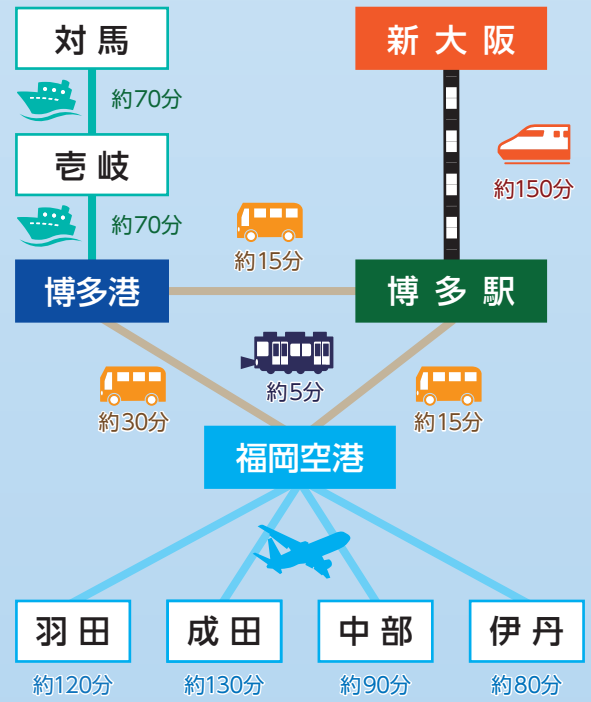 対馬
新大阪
約70分
壱岐
約150分
約70分
約15分
博多港
博多駅
約5分
約30分
約15分
福岡空港
羽田
成田
中部
伊丹
約120分
約130分
約90分
約80分